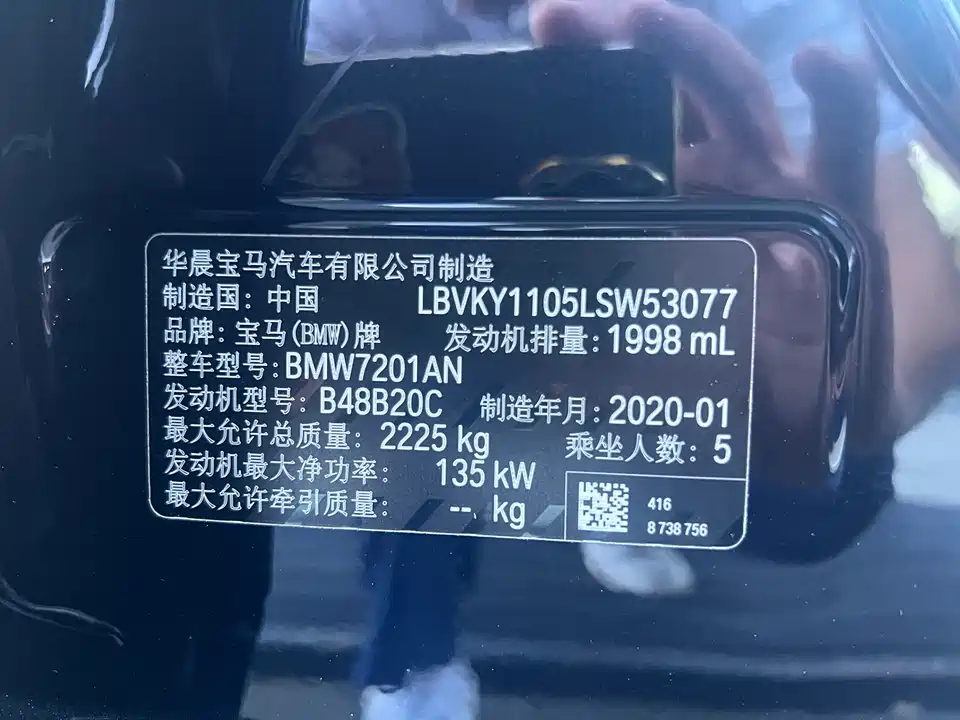 华晨宝马汽车有限公司制造
制造国: 中国 LBVKY1105LSW53077
品牌: 宝马(BMW)牌 发动机排量: 1998 mL
整车型号: BMW7201AN
发动机型号: B48B20C 制造年月: 2020-01
最大允许总质量: 2225 kg 乘坐人数: 5
发动机最大净功率: 135 kW
最大允许牵引质量: -- kg
416
8 738 756